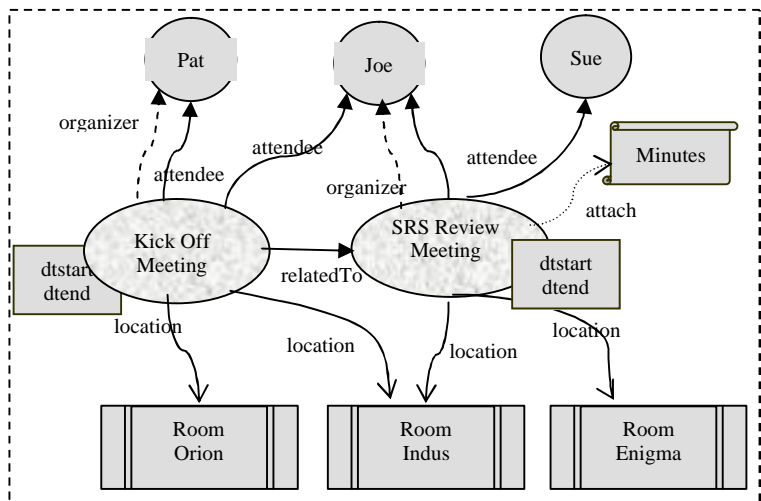 Pat
Joe
Sue
organizer
attendee
attendee
attendee
Minutes
organizer
attach
Kick Off
Meeting
SRS Review
Meeting
dtstart
dtend
relatedTo
dtstart
dtend
location
location
location
location
Room
Orion
Room
Indus
Room
Enigma